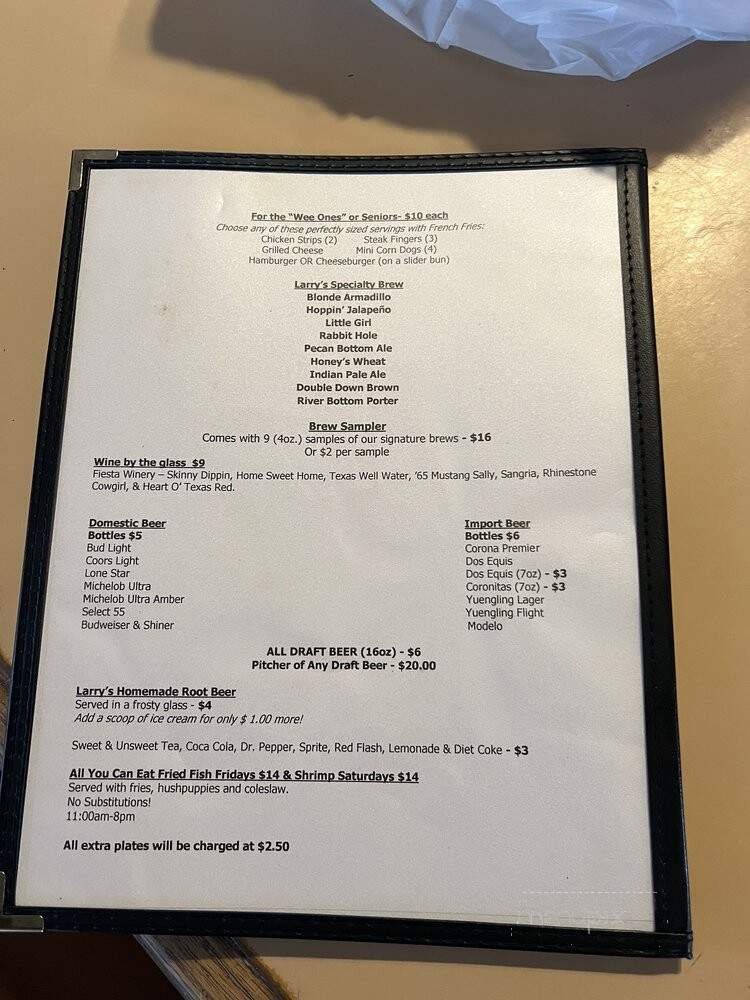 For the "Wee Ones" or Seniors- $10 each
Choose any of these perfectly sized servings with French Fries:
Chicken Strips (2) Steak Fingers (3)
Grilled Cheese Mini Corn Dogs (4)
Hamburger OR Cheeseburger (on a slider bun)
Larry's Specialty Brew
Blonde Armadillo
Hoppin' Jalapeño
Little Girl
Rabbit Hole
Pecan Bottom Ale
Honey's Wheat
Indian Pale Ale
Double Down Brown
River Bottom Porter
Brew Sampler
Comes with 9 (4oz.) samples of our signature brews - $16
Or $2 per sample
Wine by the glass $9
Fiesta Winery – Skinny Dippin, Home Sweet Home, Texas Well Water, '65 Mustang Sally, Sangria, Rhinestone
Cowgirl, & Heart O' Texas Red.
Domestic Beer
Bottles $5
Bud Light
Coors Light
Lone Star
Michelob Ultra
Michelob Ultra Amber
Select 55
Budweiser & Shiner
Import Beer
Bottles $6
Corona Premier
Dos Equis
Dos Equis (7oz) - $3
Coronitas (7oz) - $3
Yuengling Lager
Yuengling Flight
Modelo
ALL DRAFT BEER (16oz) - $6
Pitcher of Any Draft Beer - $20.00
Larry's Homemade Root Beer
Served in a frosty glass - $4
Add a scoop of ice cream for only $ 1.00 more!
Sweet & Unsweet Tea, Coca Cola, Dr. Pepper, Sprite, Red Flash, Lemonade & Diet Coke - $3
All You Can Eat Fried Fish Fridays $14 & Shrimp Saturdays $14
Served with fries, hushpuppies and coleslaw.
No Substitutions!
11:00am-8pm
All extra plates will be charged at $2.50